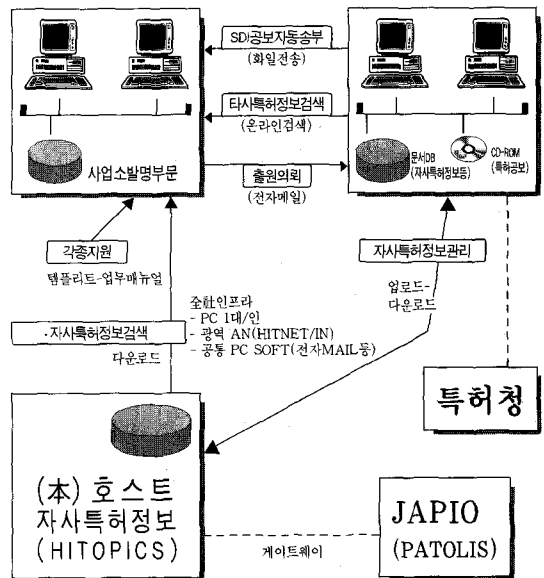 SDI공보자동송부
(화일전송)
타사특허정보검색
(온라인검색)
사업소발명부문
출원의뢰
(전자메일)
문서DB
(자사특허정보등)
CD-ROM
(특허공보)
각종지원
템플리트-업무매뉴얼
자사특허정보관리
업로드-
다운로드
全社인프라
- PC 1대/인
- 광역 AN(HITNET/IN)
- 공통 PC SOFT(전자MAIL등)
·자사특허정보검색
다운로드
특허청
(本) 호스트
자사특허정보
(HITOPICS)
게이트웨이
JAPIO
(PATOLIS)